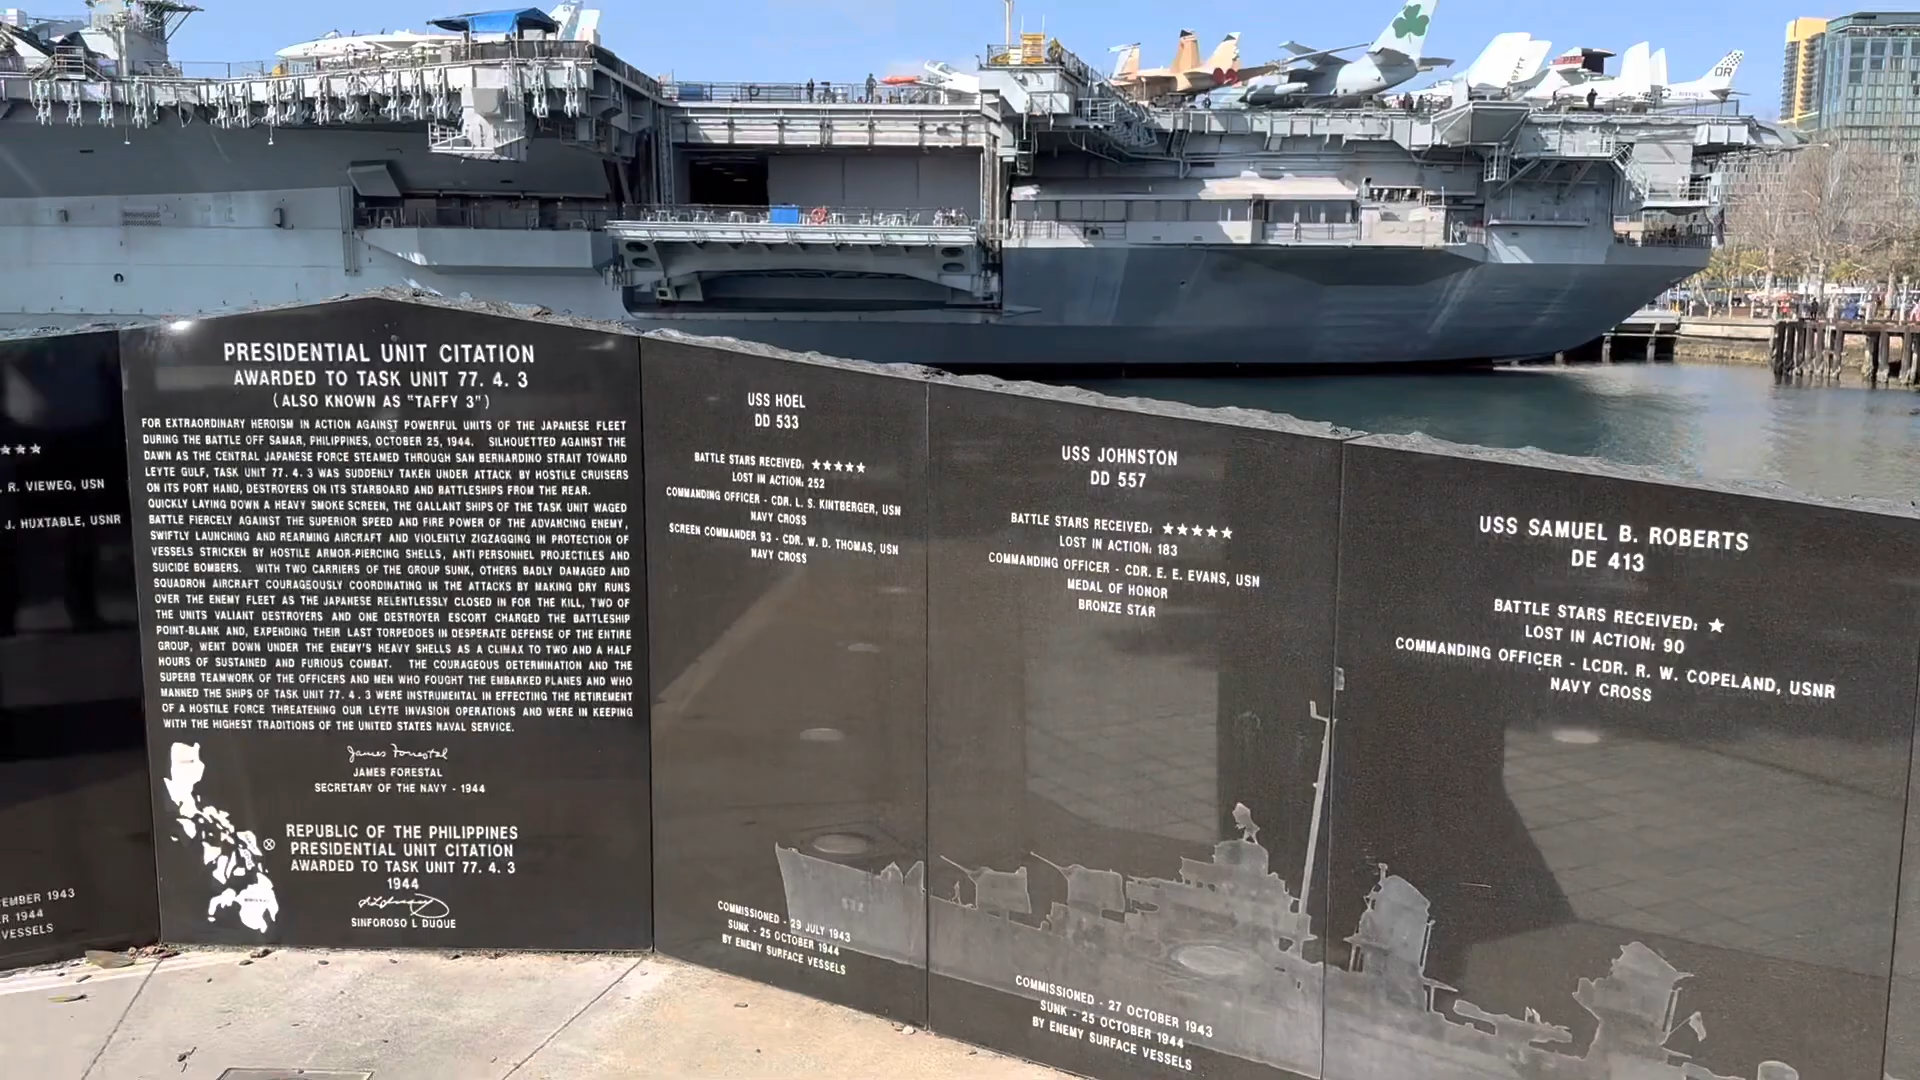 ★★★
R. VIEWEG, USN
J. HUXTABLE, USNR
1943
1944
VESSELS
PRESIDENTIAL UNIT CITATION
AWARDED TO TASK UNIT 77. 4. 3
(ALSO KNOWN AS "TAFFY 3")
FOR EXTRAORDINARY HEROISM IN ACTION AGAINST POWERFUL UNITS OF THE JAPANESE FLEET
DURING THE BATTLE OFF SAMAR, PHILIPPINES, OCTOBER 25, 1944. SILHOUETTED AGAINST THE
DAWN AS THE CENTRAL JAPANESE FORCE STEAMED THROUGH SAN BERNARDINO STRAIT TOWARD
LEYTE GULF, TASK UNIT 77. 4. 3 WAS SUDDENLY TAKEN UNDER ATTACK BY HOSTILE CRUISERS
ON ITS PORT HAND, DESTROYERS ON ITS STARBOARD AND BATTLESHIPS FROM THE REAR.
QUICKLY LAYING DOWN A HEAVY SMOKE SCREEN, THE GALLANT SHIPS OF THE TASK UNIT WAGED
BATTLE FIERCELY AGAINST THE SUPERIOR SPEED AND FIRE POWER OF THE ADVANCING ENEMY,
SWIFTLY LAUNCHING AND REARMING AIRCRAFT AND VIOLENTLY ZIGZAGGING IN PROTECTION OF
VESSELS STRICKEN BY HOSTILE ARMOR-PIERCING SHELLS, ANTI PERSONNEL PROJECTILES AND
SUICIDE BOMBERS. WITH TWO CARRIERS OF THE GROUP SUNK, OTHERS BADLY DAMAGED AND
SQUADRON AIRCRAFT COURAGEOUSLY COORDINATING IN THE ATTACKS BY MAKING DRY RUNS
OVER THE ENEMY FLEET AS THE JAPANESE RELENTLESSLY CLOSED IN FOR THE KILL, TWO OF
THE UNITS VALIANT DESTROYERS AND ONE DESTROYER ESCORT CHARGED THE BATTLESHIP
POINT-BLANK AND, EXPENDING THEIR LAST TORPEDOES IN DESPERATE DEFENSE OF THE ENTIRE
GROUP, WENT DOWN UNDER THE ENEMY'S HEAVY SHELLS AS A CLIMAX TO TWO AND A HALF
HOURS OF SUSTAINED AND FURIOUS COMBAT. THE COURAGEOUS DETERMINATION AND THE
SUPERB TEAMWORK OF THE OFFICERS AND MEN WHO FOUGHT THE EMBARKED PLANES AND WHO
MANNED THE SHIPS OF TASK UNIT 77. 4. 3 WERE INSTRUMENTAL IN EFFECTING THE RETIREMENT
OF A HOSTILE FORCE THREATENING OUR LEYTE INVASION OPERATIONS AND WERE IN KEEPING
WITH THE HIGHEST TRADITIONS OF THE UNITED STATES NAVAL SERVICE.
James Forrestal
JAMES FORESTAL
SECRETARY OF THE NAVY - 1944
REPUBLIC OF THE PHILIPPINES
PRESIDENTIAL UNIT CITATION
AWARDED TO TASK UNIT 77. 4. 3
1944
SINFOROSO L DUQUE
USS HOEL
DD 533
BATTLE STARS RECEIVED: ★★★★★
LOST IN ACTION: 252
COMMANDING OFFICER - CDR. L. S. KINTBERGER, USN
NAVY CROSS
SCREEN COMMANDER 93 - CDR. W. D. THOMAS, USN
NAVY CROSS
COMMISSIONED - 29 JULY 1943
SUNK - 25 OCTOBER 1944
BY ENEMY SURFACE VESSELS
USS JOHNSTON
DD 557
BATTLE STARS RECEIVED: ★★★★★
LOST IN ACTION: 183
COMMANDING OFFICER - CDR. E. E. EVANS, USN
MEDAL OF HONOR
BRONZE STAR
COMMISSIONED - 27 OCTOBER 1943
SUNK - 25 OCTOBER 1944
BY ENEMY SURFACE VESSELS
USS SAMUEL B. ROBERTS
DE 413
BATTLE STARS RECEIVED: ★
LOST IN ACTION: 90
COMMANDING OFFICER - LCDR. R. W. COPELAND, USNR
NAVY CROSS